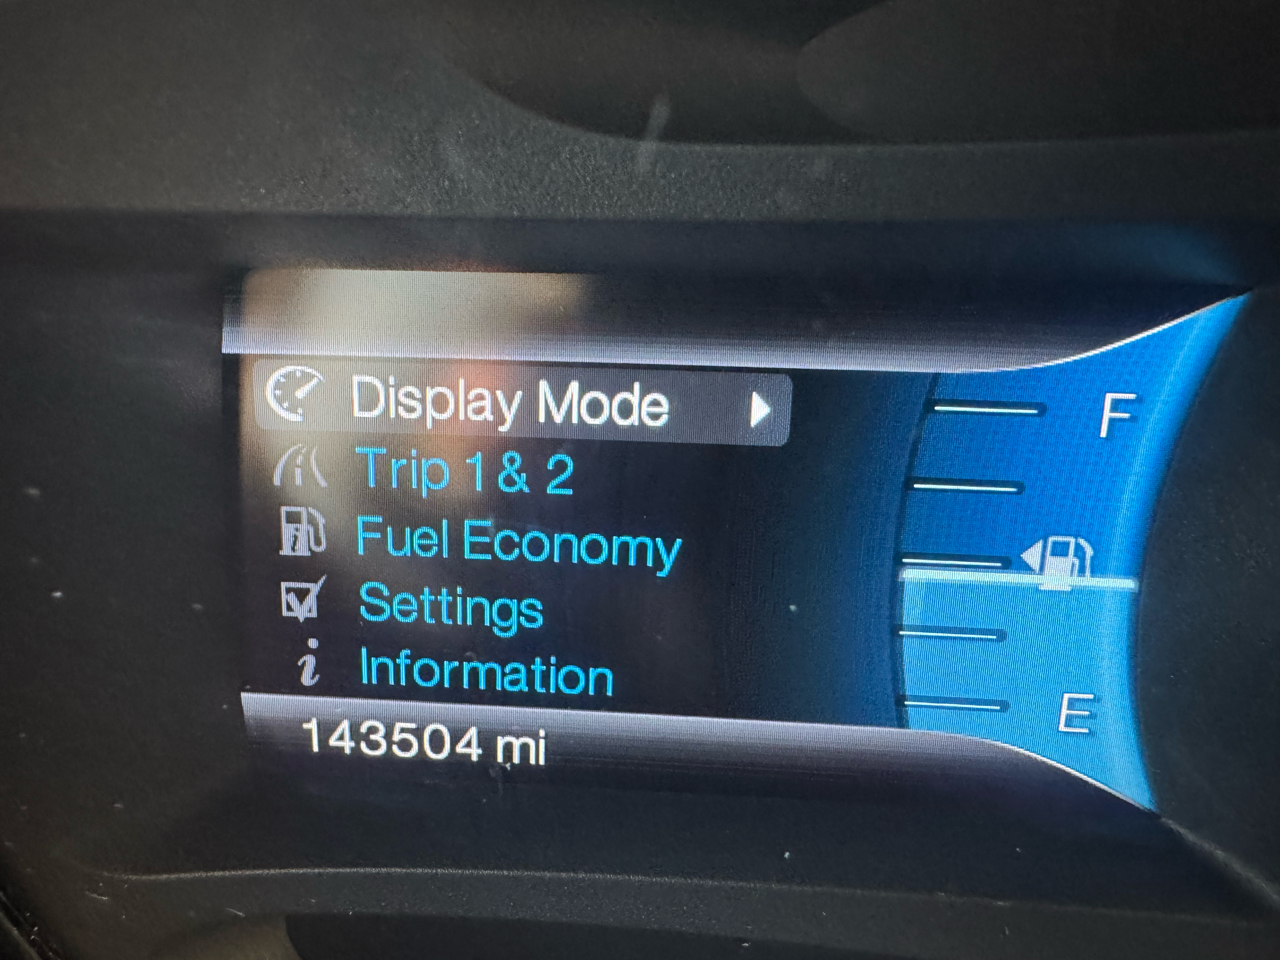 Display Mode
Trip 1 & 2
Fuel Economy
Settings
i Information
143504 mi
F
E